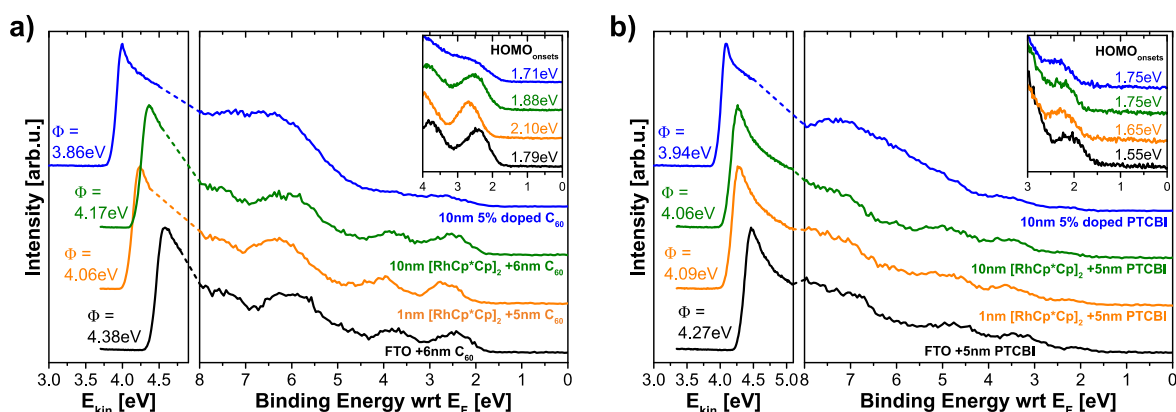 a)
Intensity [arb.u.]
Φ =
3.86eV
Φ =
4.17eV
Φ =
4.06eV
Φ =
4.38eV
HOMO onsets
1.71eV
1.88eV
2.10eV
1.79eV
4 3 2 1 0
10nm 5% doped C60
10nm [RhCp*Cp]2 +6nm C60
1nm [RhCp*Cp]2 +5nm C60
FTO +6nm C60
3.0 3.5 4.0 4.5 8 7 6 5 4 3 2 1 0
Ekin [eV] Binding Energy wrt EF [eV]
b)
Intensity [arb.u.]
Φ =
3.94eV
Φ =
4.06eV
Φ =
4.09eV
Φ =
4.27eV
HOMO onsets
1.75eV
1.75eV
1.65eV
1.55eV
3 2 1 0
10nm 5% doped PTCBI
10nm [RhCp*Cp]2 +5nm PTCBI
1nm [RhCp*Cp]2 +5nm PTCBI
FTO +5nm PTCBI
3.0 3.5 4.0 4.5 5.0 8 7 6 5 4 3 2 1 0
Ekin [eV] Binding Energy wrt EF [eV]